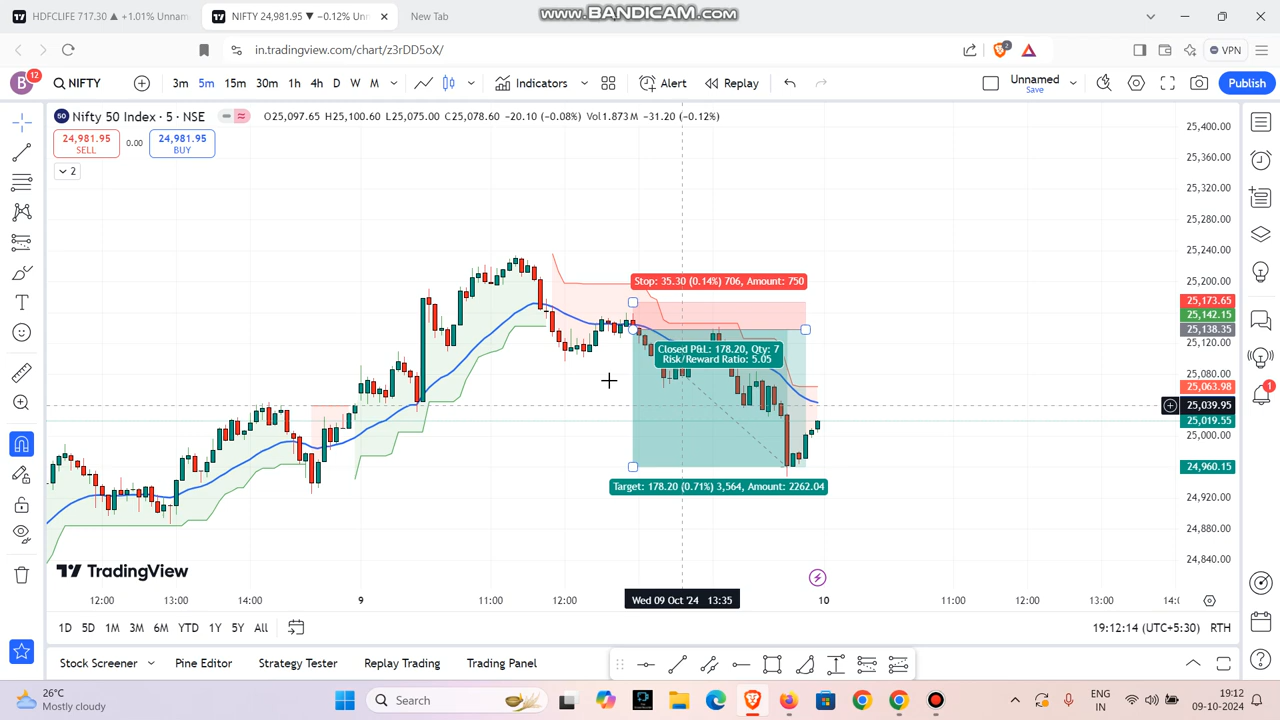 HDFCLIFE 717.30 ▲ +1.01% Unnam
NIFTY 24,981.95 ▼ −0.12% Unn
New Tab
www.BANDICAM.com
in.tradingview.com/chart/z3rDD5oX/
2
VPN
B
12
NIFTY
3m 5m 15m 30m 1h 4h D W M
Indicators
Alert
Replay
Unnamed
Save
Publish
50 Nifty 50 Index · 5 · NSE
O25,097.65 H25,100.60 L25,075.00 C25,078.60 −20.10 (−0.08%) Vol1.873 M −31.20 (−0.12%)
24,981.95
SELL
0.00
24,981.95
BUY
2
25,400.00
25,360.00
25,320.00
25,280.00
25,240.00
25,200.00
25,173.65
25,142.15
25,138.35
25,120.00
25,080.00
25,063.98
25,039.95
25,019.55
25,000.00
24,960.15
24,920.00
24,880.00
24,840.00
1
Stop: 35.30 (0.14%) 706, Amount: 750
Closed P&L: 178.20, Qty: 7
Risk/Reward Ratio: 5.05
Target: 178.20 (0.71%) 3,564, Amount: 2262.04
TradingView
12:00 13:00 14:00 9 11:00 12:00 Wed 09 Oct '24 13:35 10 11:00 12:00 13:00
1D 5D 1M 3M 6M YTD 1Y 5Y All
19:12:14 (UTC+5:30) RTH
Stock Screener
Pine Editor
Strategy Tester
Replay Trading
Trading Panel
26°C
Mostly cloudy
Search
ENG
IN
19:12
09-10-2024